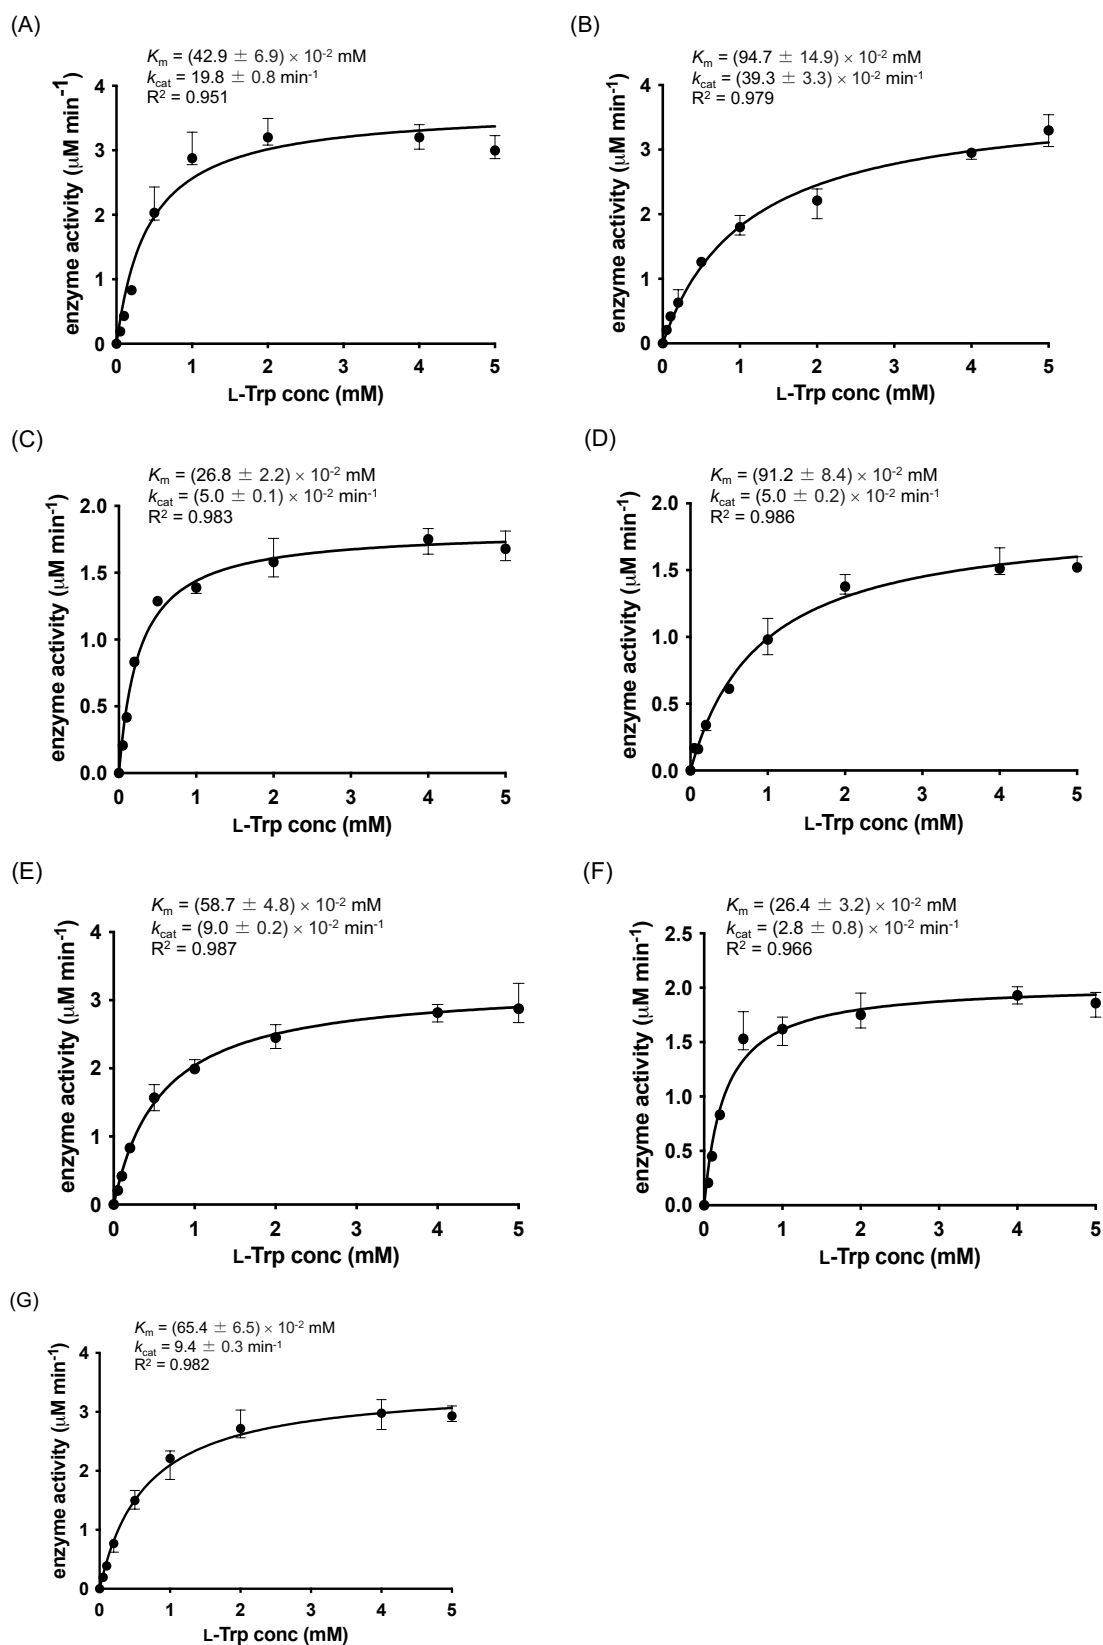 (A)
K_m = (42.9 ± 6.9) × 10⁻² mM
k_cat = 19.8 ± 0.8 min⁻¹
R² = 0.951
4
3
2
1
0
enzyme activity (μM min⁻¹)
0 1 2 3 4 5
L-Trp conc (mM)
(B)
K_m = (94.7 ± 14.9) × 10⁻² mM
k_cat = (39.3 ± 3.3) × 10⁻² min⁻¹
R² = 0.979
4
3
2
1
0
enzyme activity (μM min⁻¹)
0 1 2 3 4 5
L-Trp conc (mM)
(C)
K_m = (26.8 ± 2.2) × 10⁻² mM
k_cat = (5.0 ± 0.1) × 10⁻² min⁻¹
R² = 0.983
2.0
1.5
1.0
0.5
0.0
enzyme activity (μM min⁻¹)
0 1 2 3 4 5
L-Trp conc (mM)
(D)
K_m = (91.2 ± 8.4) × 10⁻² mM
k_cat = (5.0 ± 0.2) × 10⁻² min⁻¹
R² = 0.986
2.0
1.5
1.0
0.5
0.0
enzyme activity (μM min⁻¹)
0 1 2 3 4 5
L-Trp conc (mM)
(E)
K_m = (58.7 ± 4.8) × 10⁻² mM
k_cat = (9.0 ± 0.2) × 10⁻² min⁻¹
R² = 0.987
4
3
2
1
0
enzyme activity (μM min⁻¹)
0 1 2 3 4 5
L-Trp conc (mM)
(F)
K_m = (26.4 ± 3.2) × 10⁻² mM
k_cat = (2.8 ± 0.8) × 10⁻² min⁻¹
R² = 0.966
2.5
2.0
1.5
1.0
0.5
0.0
enzyme activity (μM min⁻¹)
0 1 2 3 4 5
L-Trp conc (mM)
(G)
K_m = (65.4 ± 6.5) × 10⁻² mM
k_cat = 9.4 ± 0.3 min⁻¹
R² = 0.982
4
3
2
1
0
enzyme activity (μM min⁻¹)
0 1 2 3 4 5
L-Trp conc (mM)